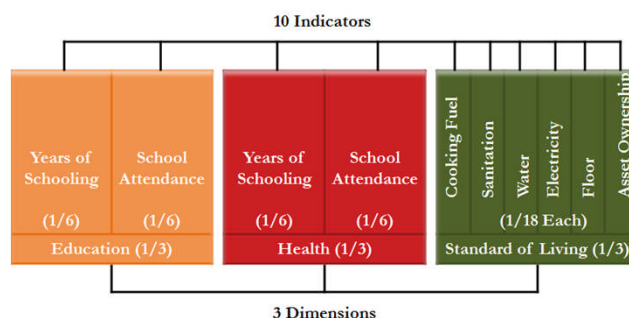 10 Indicators
Years of
Schooling
(1/6)
School
Attendance
(1/6)
Education (1/3)
Years of
Schooling
(1/6)
School
Attendance
(1/6)
Health (1/3)
Cooking Fuel
Sanitation
Water
Electricity
Floor
Asset Ownership
(1/18 Each)
Standard of Living (1/3)
3 Dimensions